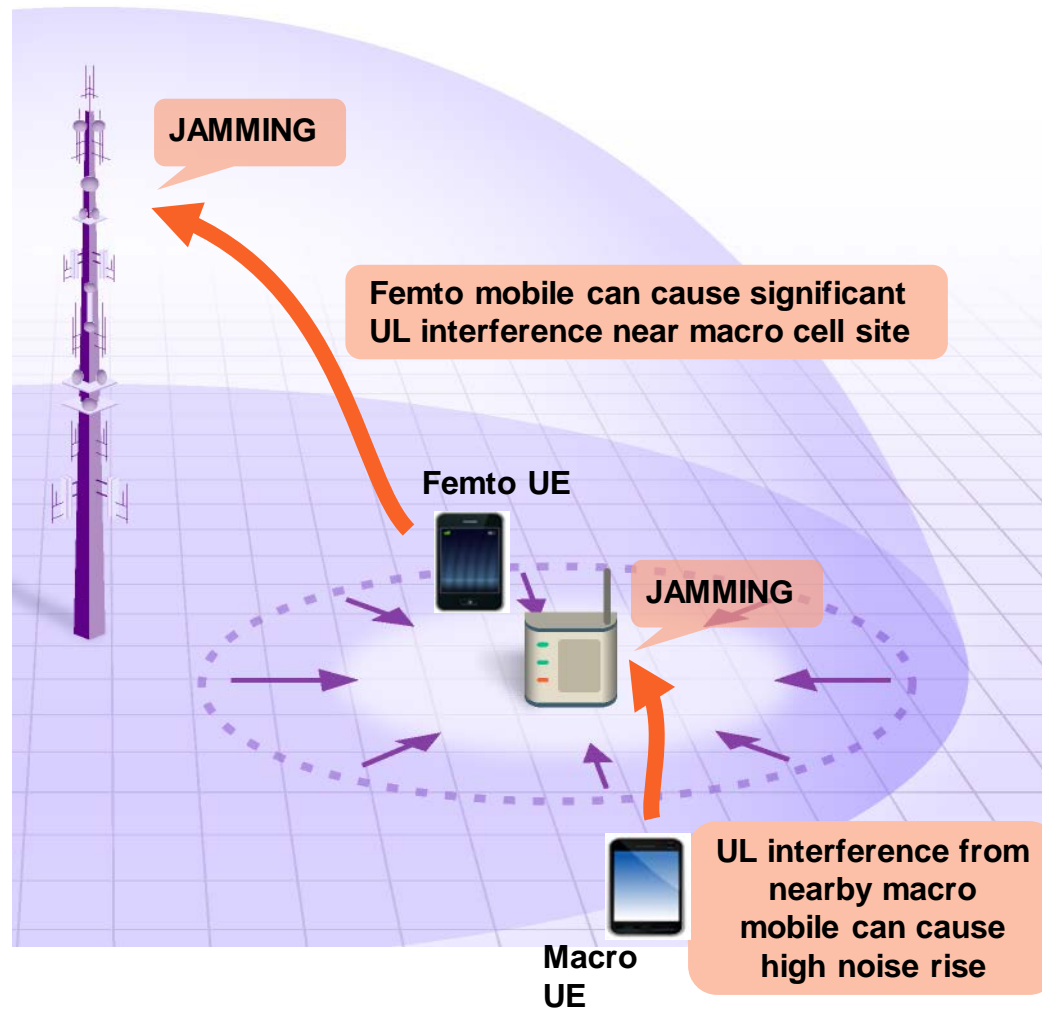 JAMMING
Femto mobile can cause significant
UL interference near macro cell site
Femto UE
JAMMING
UL interference from
nearby macro
mobile can cause
high noise rise
Macro
UE